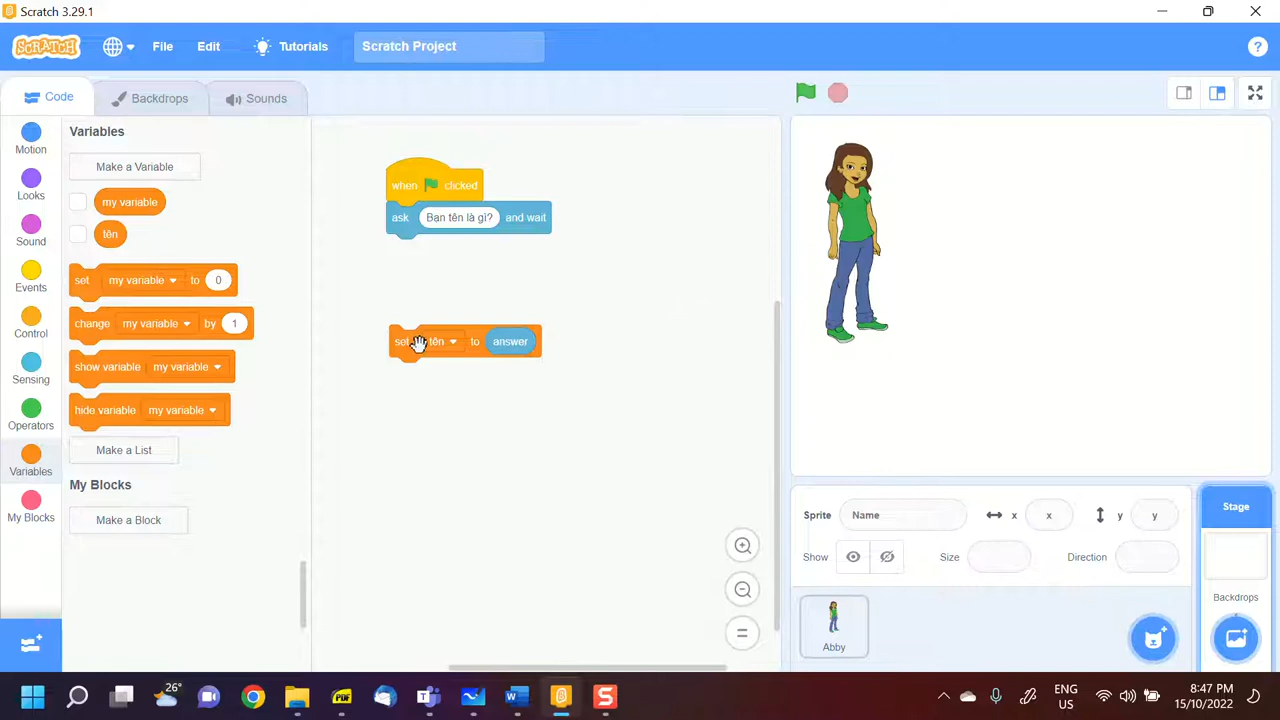 Scratch 3.29.1
SCRATCH
File
Edit
Tutorials
Scratch Project
?
Code
Backdrops
Sounds
Motion
Looks
Sound
Events
Control
Sensing
Operators
Variables
My Blocks
Variables
Make a Variable
my variable
tên
set my variable to 0
change my variable by 1
show variable my variable
hide variable my variable
Make a List
My Blocks
Make a Block
when clicked
ask Bạn tên là gì? and wait
set tên to answer
Sprite Name x x y y
Show Size Direction
Abby
Stage
Backdrops
26°
PDF
ENG
US
8:47 PM
15/10/2022